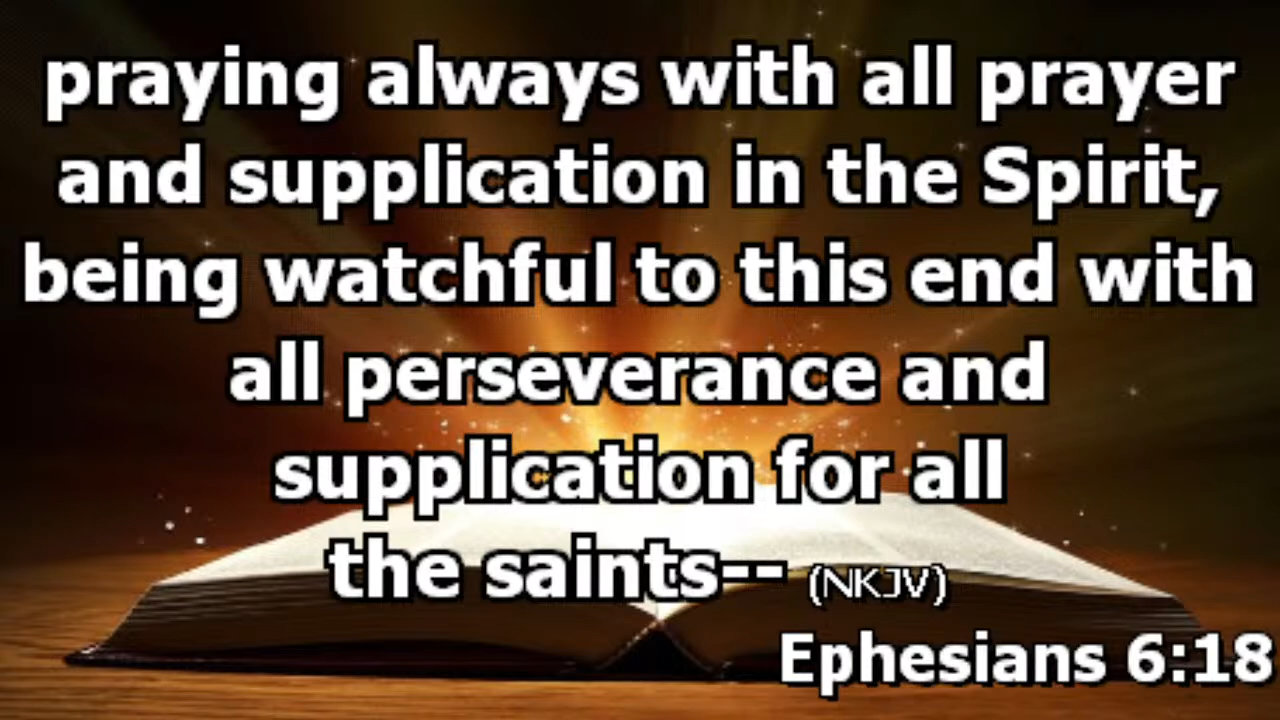 praying always with all prayer
and supplication in the Spirit,
being watchful to this end with
all perseverance and
supplication for all
the saints-- (NKJV)
Ephesians 6:18